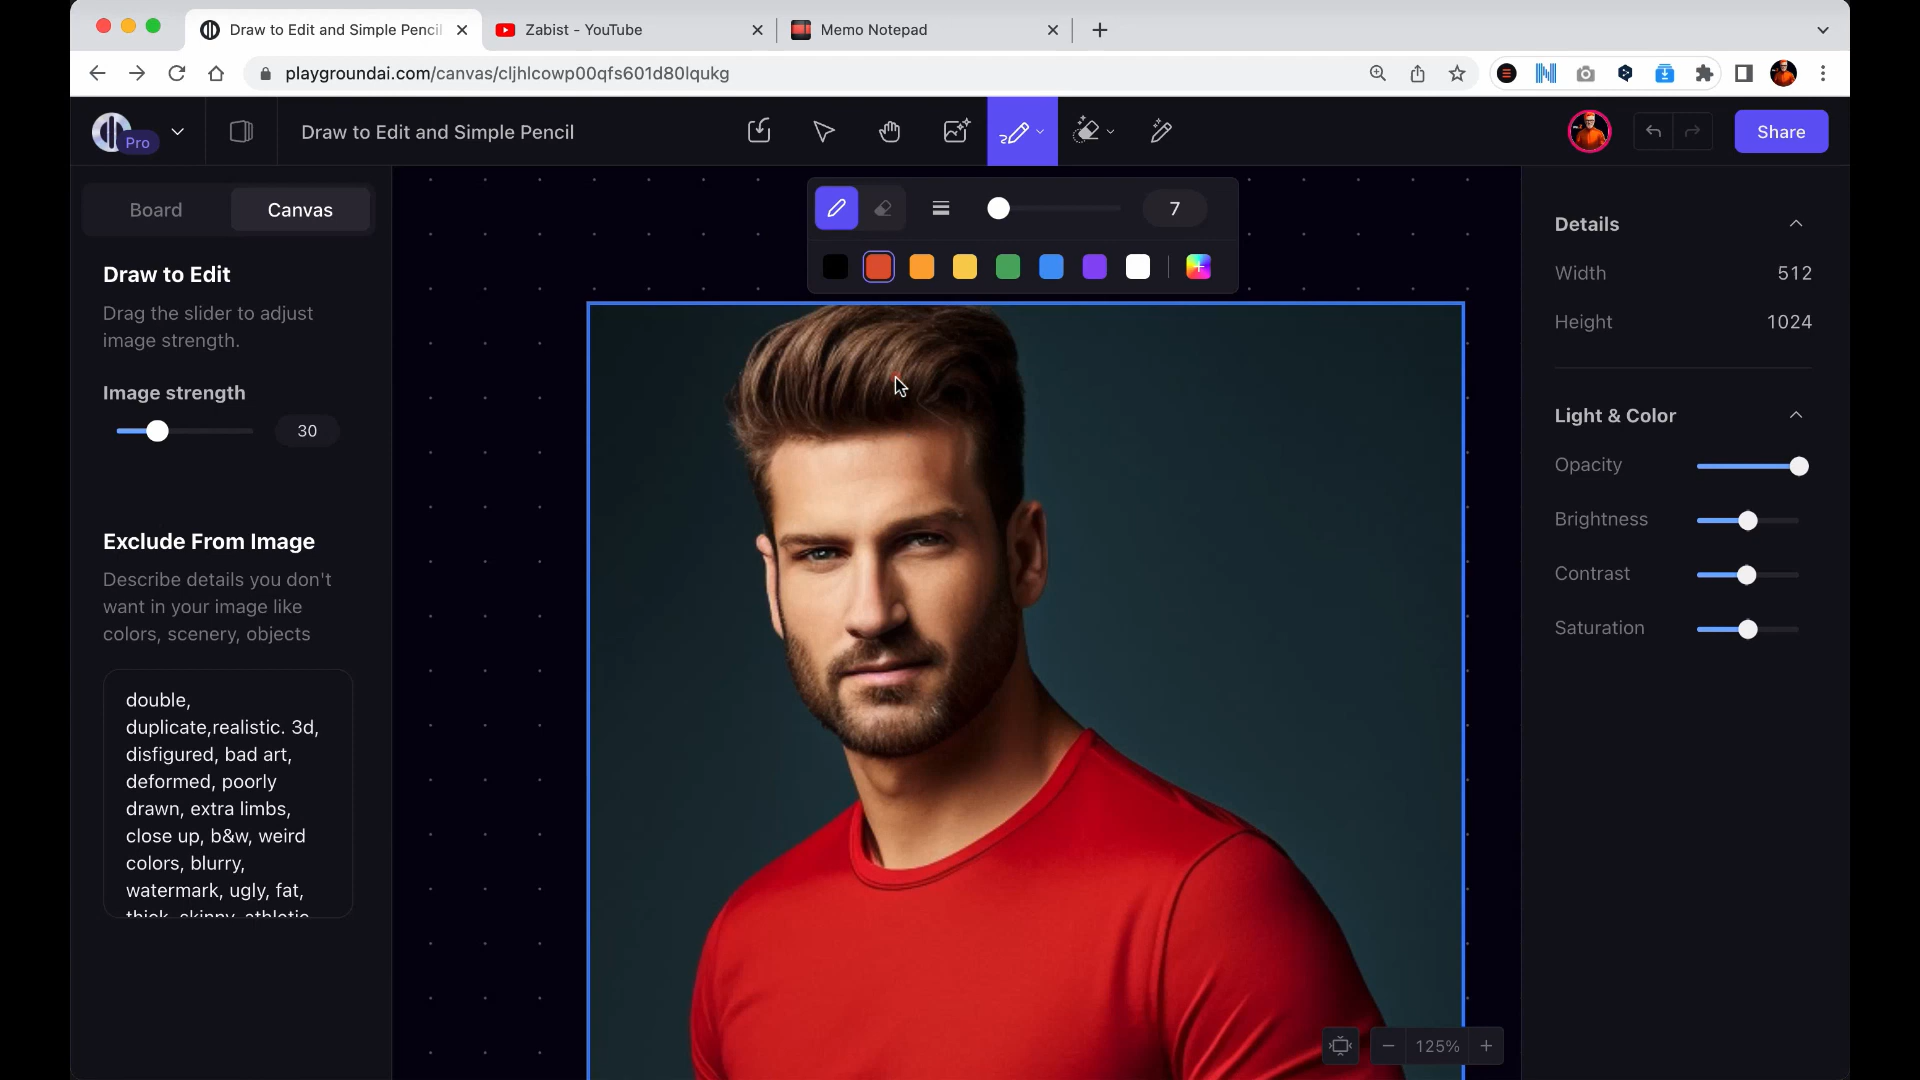 Draw to Edit and Simple Pencil
Zabist - YouTube
Memo Notepad
playgroundai.com/canvas/cljhlcowp00qfs601d80lqukg
Pro
Draw to Edit and Simple Pencil
Share
Board
Canvas
7
Draw to Edit
Drag the slider to adjust
image strength.
Image strength
30
Exclude From Image
Describe details you don't
want in your image like
colors, scenery, objects
double,
duplicate,realistic. 3d,
disfigured, bad art,
deformed, poorly
drawn, extra limbs,
close up, b&w, weird
colors, blurry,
watermark, ugly, fat,
thick, skinny, athletic
Details
Width 512
Height 1024
Light & Color
Opacity
Brightness
Contrast
Saturation
125%